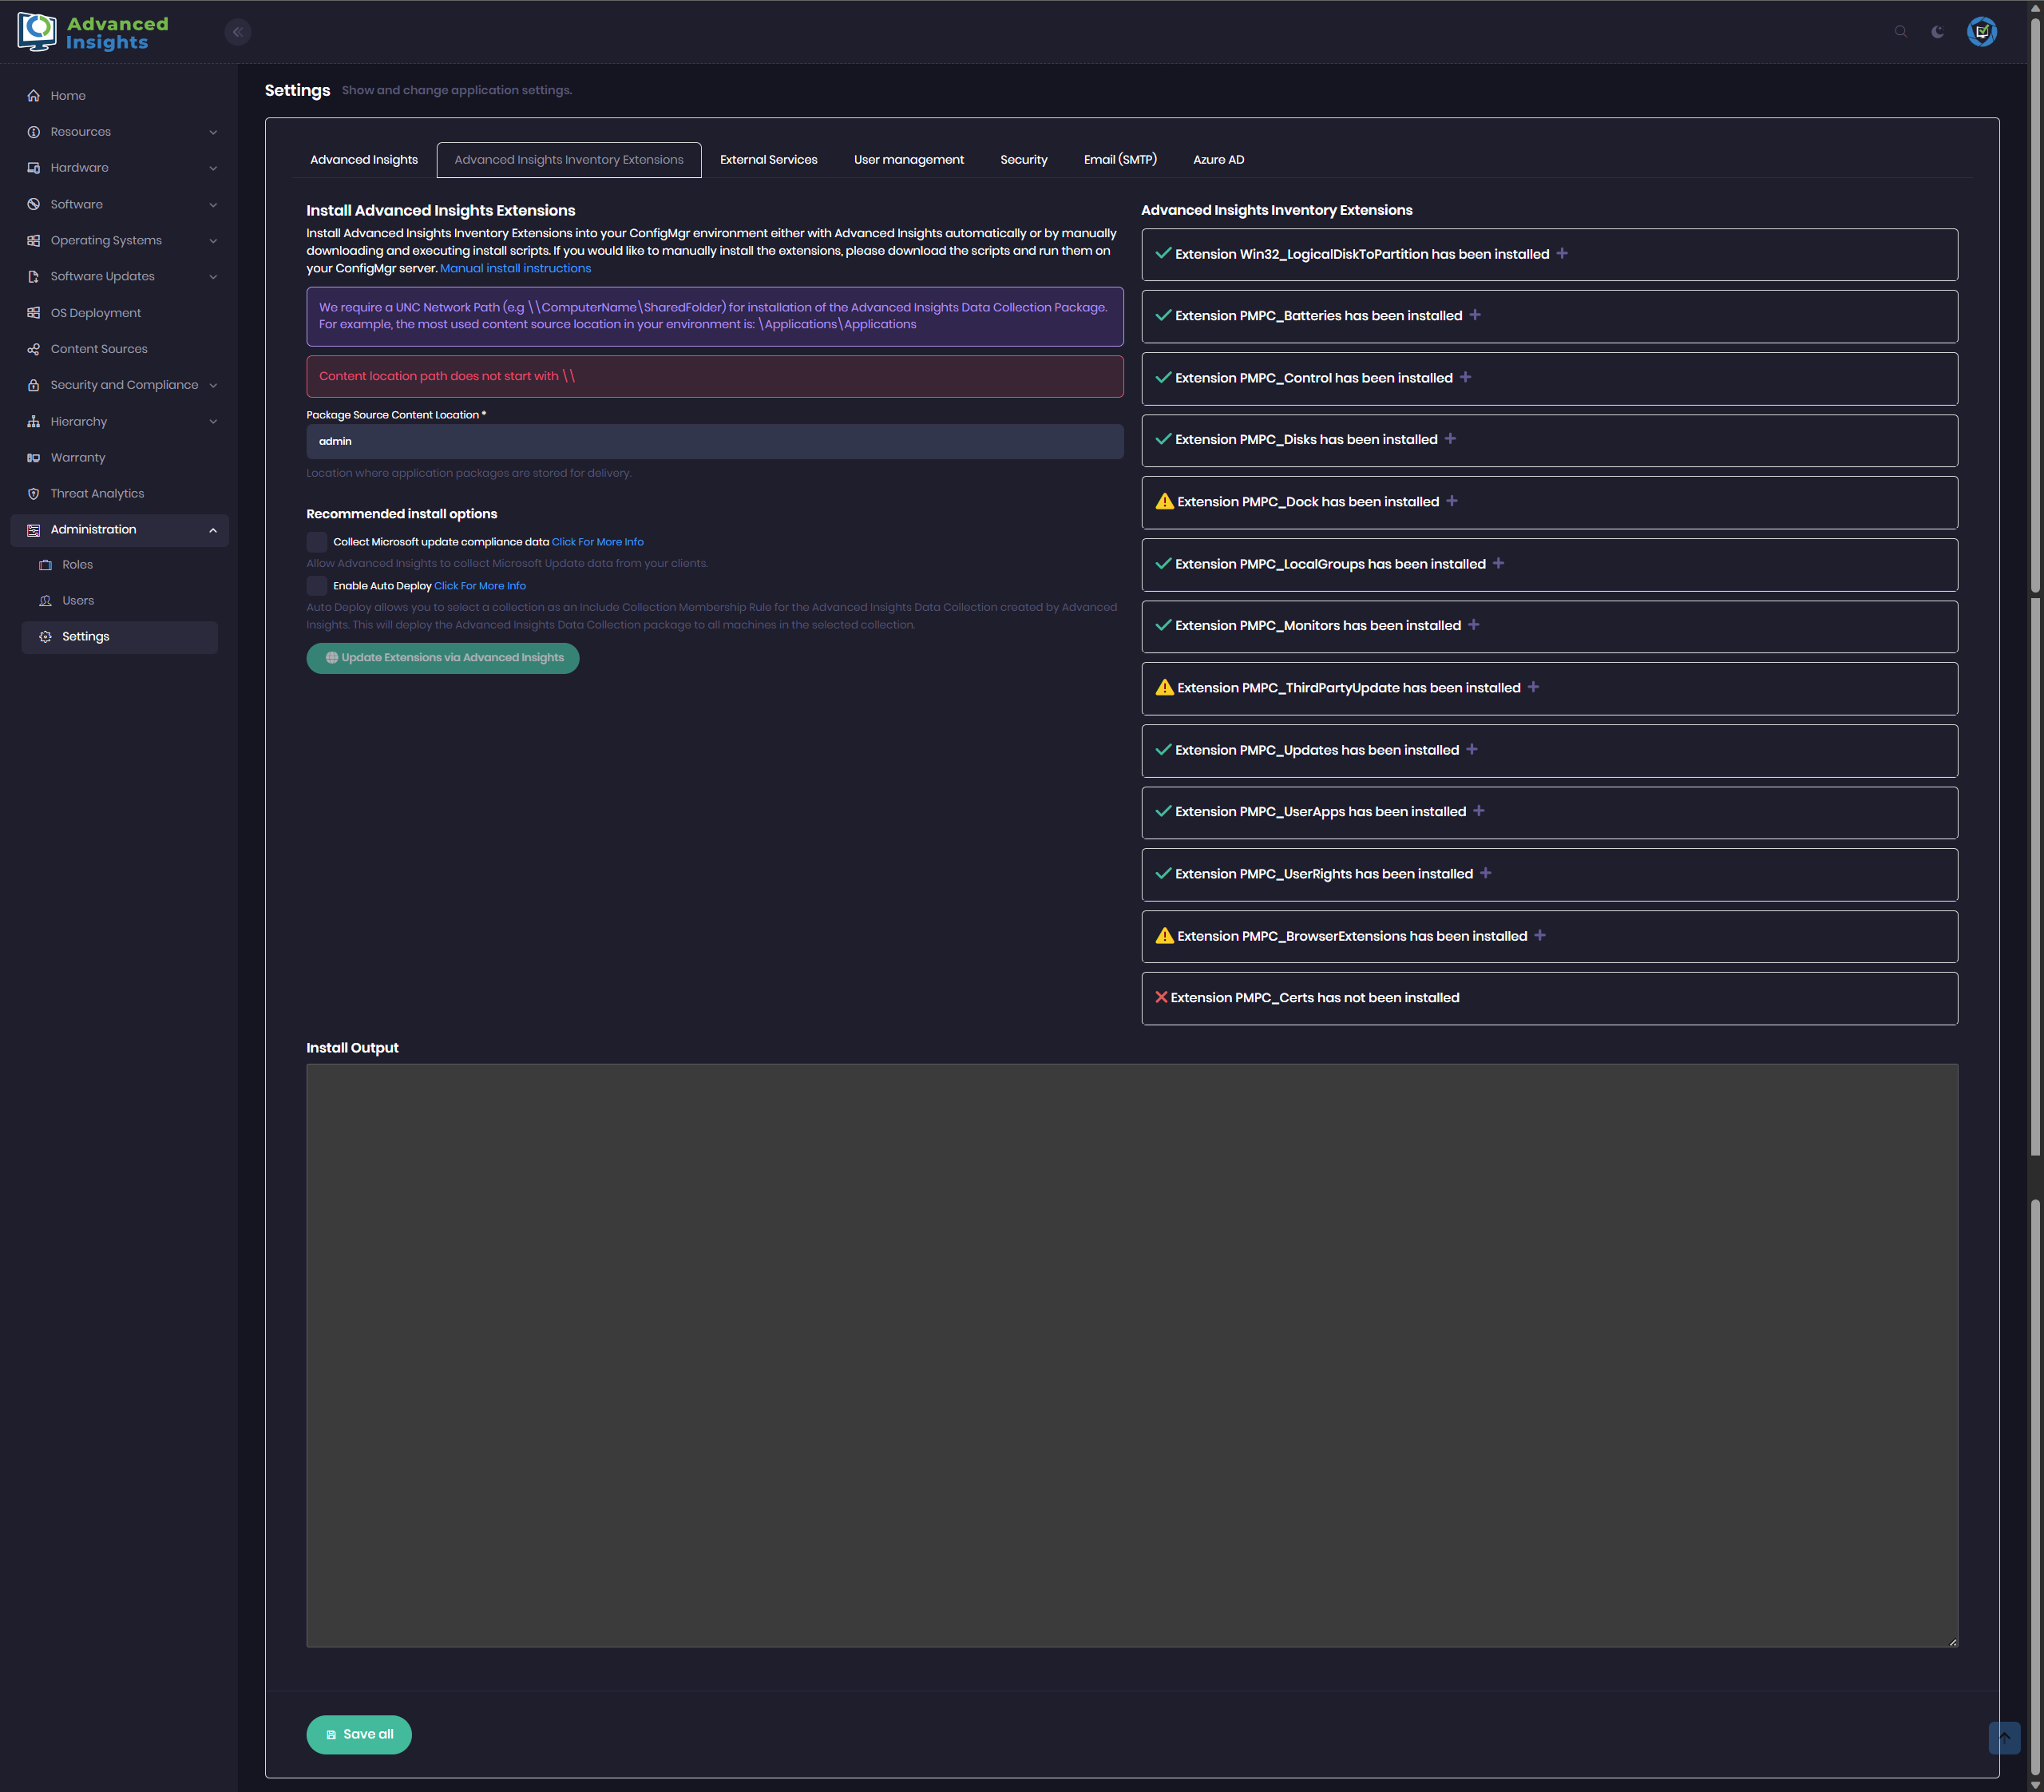 Advanced
Insights
Home
Resources
Hardware
Software
Operating Systems
Software Updates
OS Deployment
Content Sources
Security and Compliance
Hierarchy
Warranty
Threat Analytics
Administration
Roles
Users
Settings
Settings Show and change application settings.
Advanced Insights Advanced Insights Inventory Extensions External Services User management Security Email (SMTP) Azure AD
Install Advanced Insights Extensions
Install Advanced Insights Inventory Extensions into your ConfigMgr environment either with Advanced Insights automatically or by manually
downloading and executing install scripts. If you would like to manually install the extensions, please download the scripts and run them on
your ConfigMgr server. Manual install instructions
We require a UNC Network Path (e.g \\ComputerName\SharedFolder) for installation of the Advanced Insights Data Collection Package.
For example, the most used content source location in your environment is: \Applications\Applications
Content location path does not start with \\
Package Source Content Location *
admin
Location where application packages are stored for delivery.
Recommended install options
Collect Microsoft update compliance data Click For More Info
Allow Advanced Insights to collect Microsoft Update data from your clients.
Enable Auto Deploy Click For More Info
Auto Deploy allows you to select a collection as an Include Collection Membership Rule for the Advanced Insights Data Collection created by Advanced
Insights. This will deploy the Advanced Insights Data Collection package to all machines in the selected collection.
Update Extensions via Advanced Insights
Advanced Insights Inventory Extensions
Extension Win32_LogicalDiskToPartition has been installed
Extension PMPC_Batteries has been installed
Extension PMPC_Control has been installed
Extension PMPC_Disks has been installed
Extension PMPC_Dock has been installed
Extension PMPC_LocalGroups has been installed
Extension PMPC_Monitors has been installed
Extension PMPC_ThirdPartyUpdate has been installed
Extension PMPC_Updates has been installed
Extension PMPC_UserApps has been installed
Extension PMPC_UserRights has been installed
Extension PMPC_BrowserExtensions has been installed
Extension PMPC_Certs has not been installed
Install Output
Save all